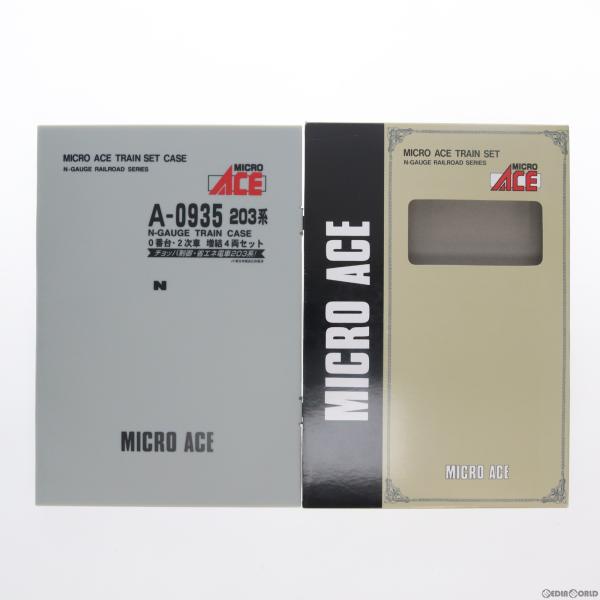 MICRO ACE TRAIN SET CASE
N-GAUGE RAILROAD SERIES
MICRO
ACE
A-0935 203系
N-GAUGE TRAIN CASE
0番台・2次車 増結4両セット
チョッパ制御・省エネ電車203系!
N
MICRO ACE
MICRO ACE
MICRO ACE TRAIN SET
N-GAUGE RAILROAD SERIES
MICRO
ACE
MICRO ACE
©MEDIAWORLD